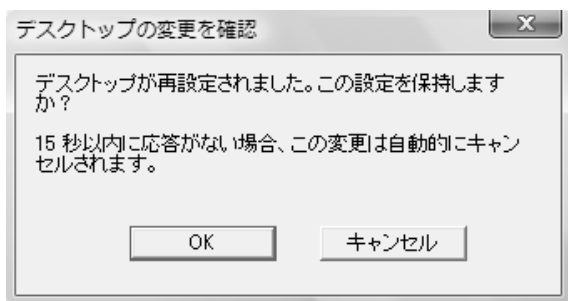 デスクトップの変更を確認
デスクトップが再設定されました。この設定を保持します
か?
15 秒以内に応答がない場合、この変更は自動的にキャン
セルされます。
OK
キャンセル